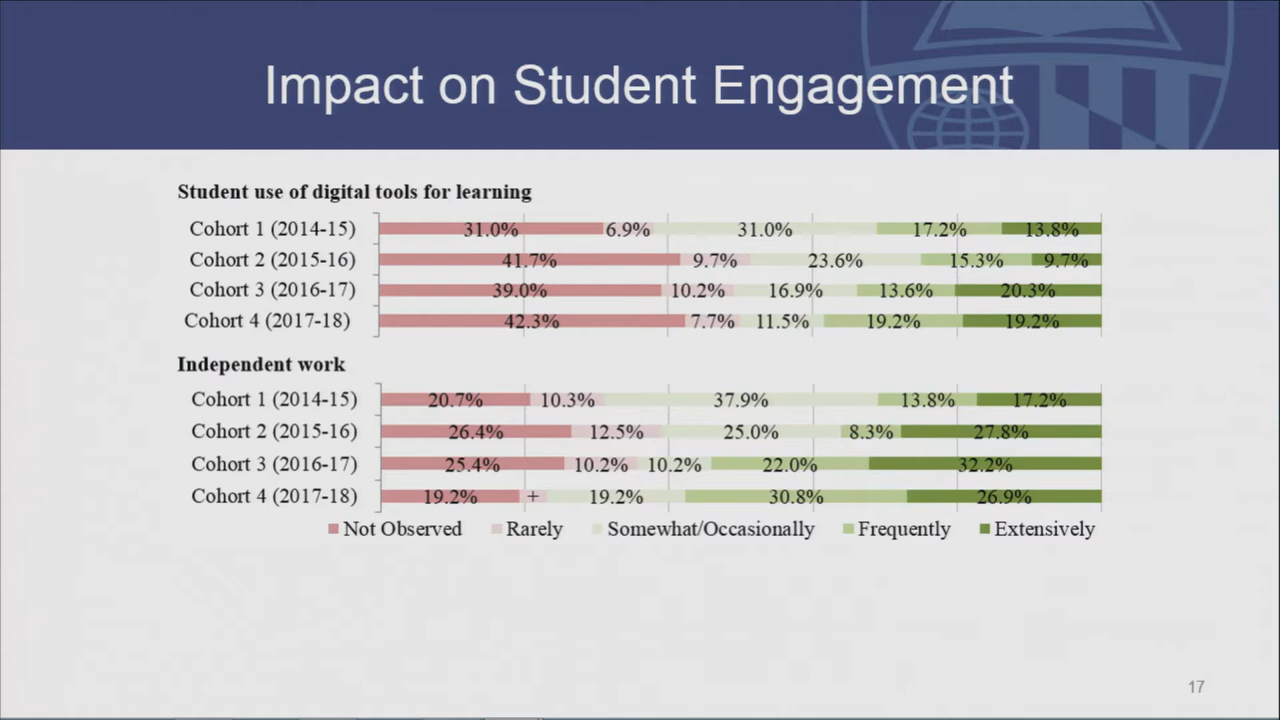 Impact on Student Engagement
Student use of digital tools for learning
Cohort 1 (2014-15) 31.0% 6.9% 31.0% 17.2% 13.8%
Cohort 2 (2015-16) 41.7% 9.7% 23.6% 15.3% 9.7%
Cohort 3 (2016-17) 39.0% 10.2% 16.9% 13.6% 20.3%
Cohort 4 (2017-18) 42.3% 7.7% 11.5% 19.2% 19.2%
Independent work
Cohort 1 (2014-15) 20.7% 10.3% 37.9% 13.8% 17.2%
Cohort 2 (2015-16) 26.4% 12.5% 25.0% 8.3% 27.8%
Cohort 3 (2016-17) 25.4% 10.2% 10.2% 22.0% 32.2%
Cohort 4 (2017-18) 19.2% + 19.2% 30.8% 26.9%
Not Observed Rarely Somewhat/Occasionally Frequently Extensively
17